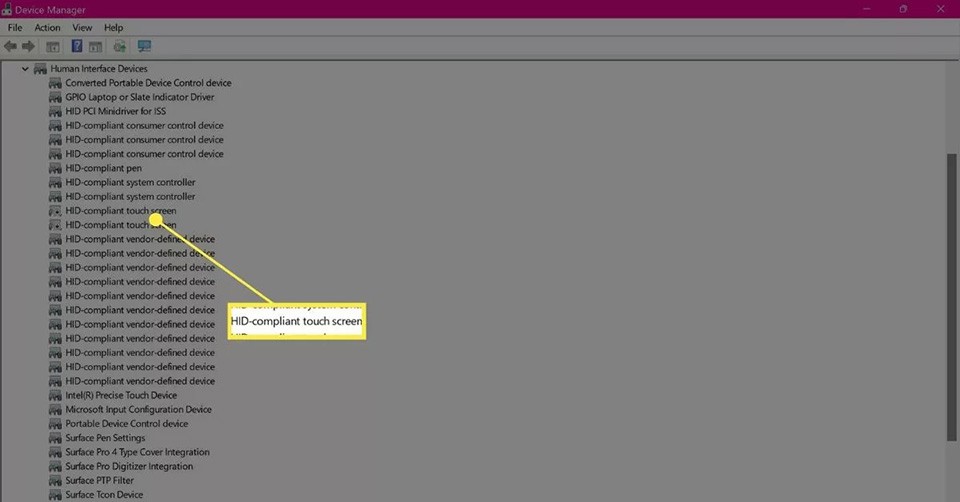 Device Manager
File Action View Help
Human Interface Devices
Converted Portable Device Control device
GPIO Laptop or Slate Indicator Driver
HID PCI Minidriver for ISS
HID-compliant consumer control device
HID-compliant consumer control device
HID-compliant consumer control device
HID-compliant pen
HID-compliant system controller
HID-compliant system controller
HID-compliant touch screen
HID-compliant touch screen
HID-compliant vendor-defined device
HID-compliant vendor-defined device
HID-compliant vendor-defined device
HID-compliant vendor-defined device
HID-compliant vendor-defined device
HID-compliant vendor-defined device
HID-compliant touch screen
HID-compliant vendor-defined device
HID-compliant vendor-defined device
HID-compliant vendor-defined device
HID-compliant vendor-defined device
HID-compliant vendor-defined device
Intel(R) Precise Touch Device
Microsoft Input Configuration Device
Portable Device Control device
Surface Pen Settings
Surface Pro 4 Type Cover Integration
Surface Pro Digitizer Integration
Surface PTP Filter
Surface Tcon Device